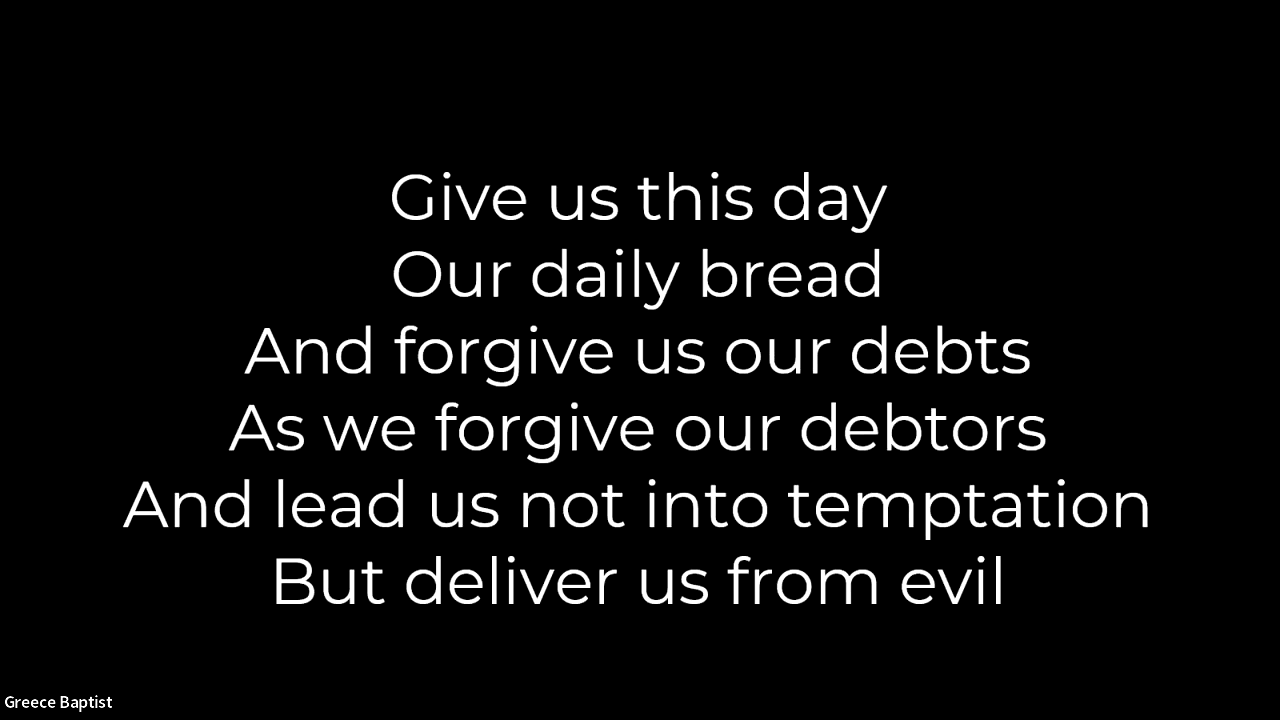 Give us this day
Our daily bread
And forgive us our debts
As we forgive our debtors
And lead us not into temptation
But deliver us from evil
Greece Baptist